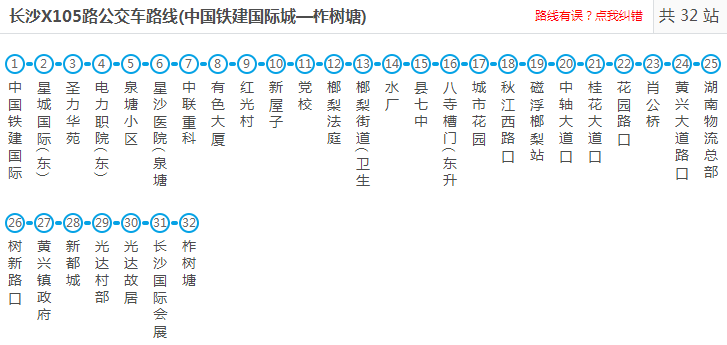 长沙X105路公交车路线(中国铁建国际城—柞树塘)
路线有误？点我纠错
共 32 站
1 2 3 4 5 6 7 8 9 10 11 12 13 14 15 16 17 18 19 20 21 22 23 24 25
中国铁建国际
星城国际(东)
圣力华苑
电力职院(东)
泉塘小区
星沙医院(泉塘
中联重科
有色大厦
红光村
新屋子
党校
榔梨法庭
榔梨街道(卫生
水厂
县七中
八寺槽门(东升
城市花园
秋江西路口
磁浮榔梨站
中轴大道口
桂花大道口
花园路口
肖公桥
黄兴大道路口
湖南物流总部
26 27 28 29 30 31 32
树新路口
黄兴镇政府
新都城
光达村部
光达故居
长沙国际会展
柞树塘